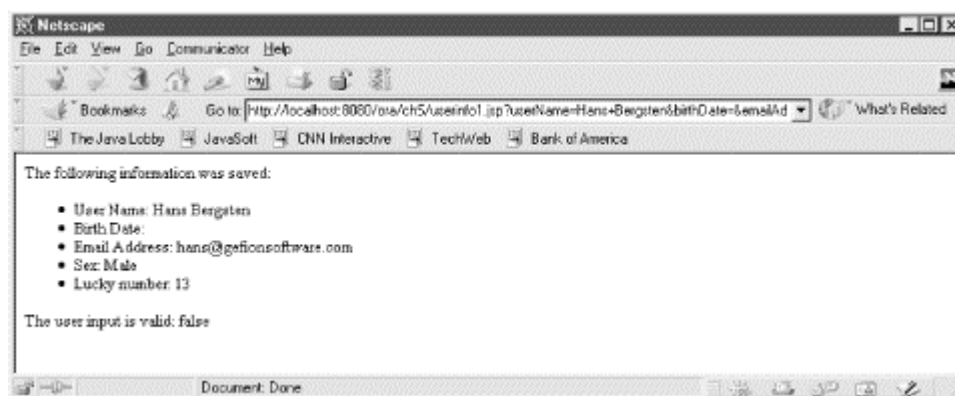 Netscape
File Edit View Go Communicator Help
My
Bookmarks Go to: http://localhost:8080/ora/ch5/userinfo1.jsp?userName=Hans+Bergsten&birthDate=&emailAd What's Related
The Java Lobby JavaSoft CNN Interactive TechWeb Bank of America
The following information was saved:
• User Name: Hans Bergsten
• Birth Date:
• Email Address: hans@gefionsoftware.com
• Sex: Male
• Lucky number: 13
The user input is valid: false
Document: Done